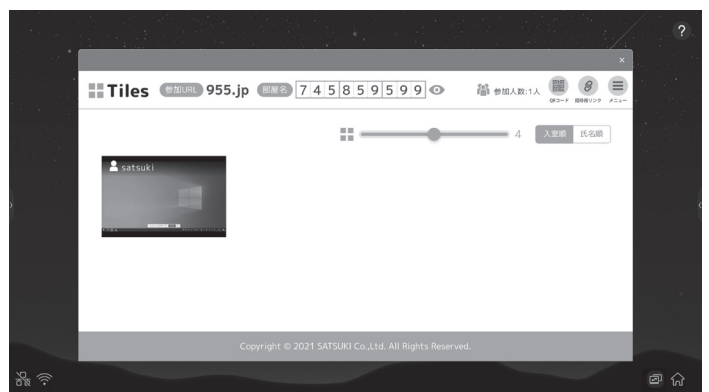 ?
×
Tiles 参加URL 955.jp 部屋名 745859599 参加人数:1人 QRコード 招待用リンク メニュー
4 入室順 氏名順
satsuki
Copyright © 2021 SATSUKI Co.,Ltd. All Rights Reserved.